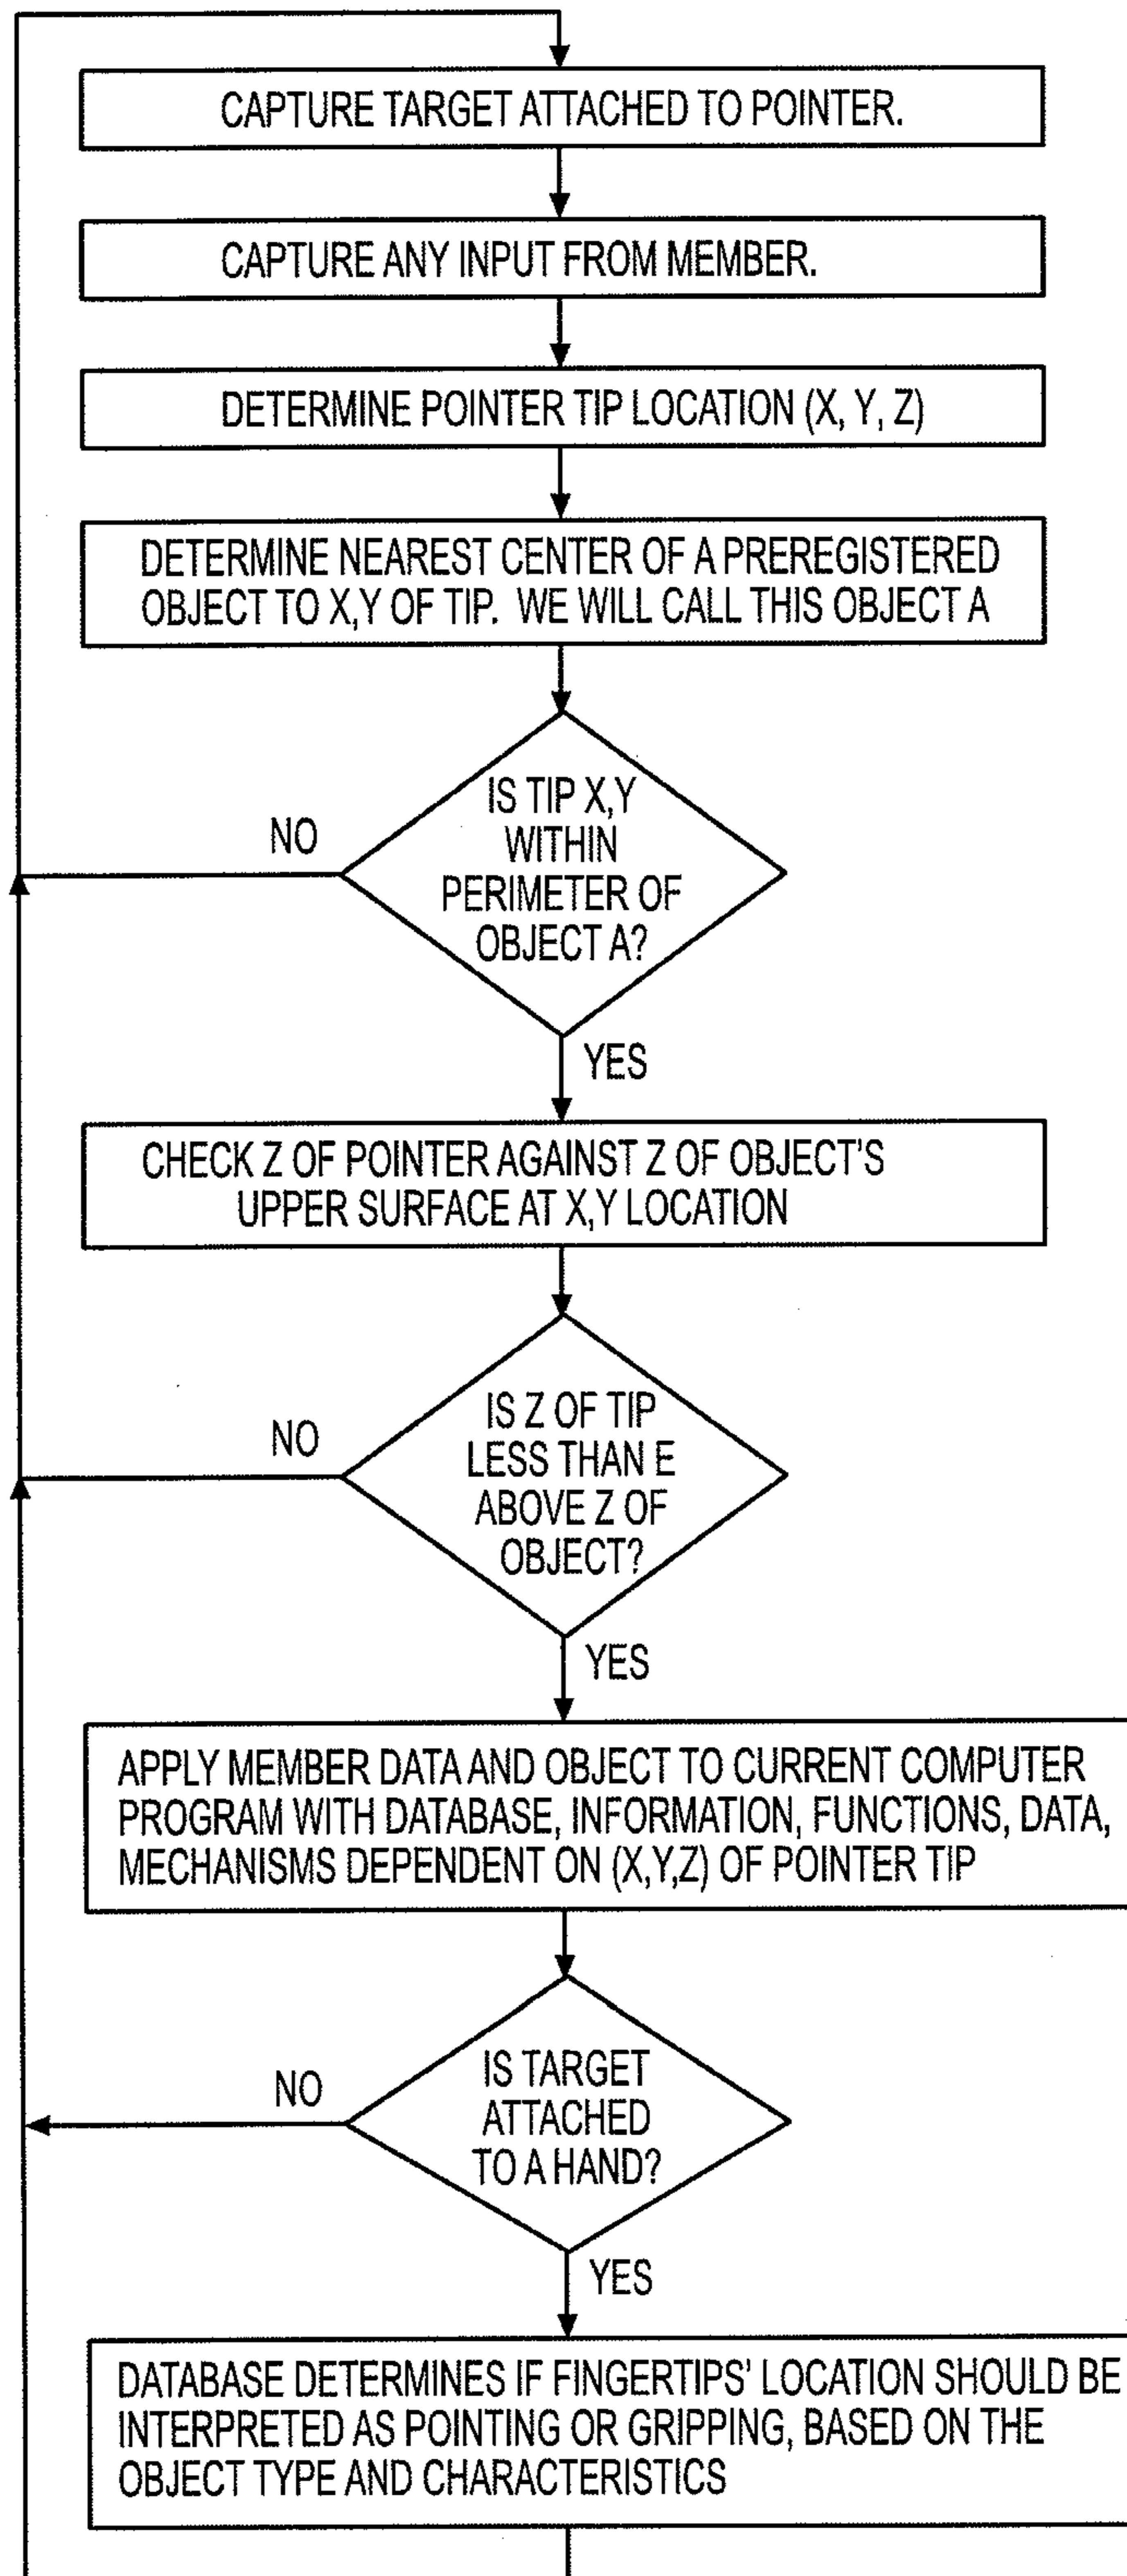 CAPTURE TARGET ATTACHED TO POINTER.
CAPTURE ANY INPUT FROM MEMBER.
DETERMINE POINTER TIP LOCATION (X, Y, Z)
DETERMINE NEAREST CENTER OF A PREREGISTERED
OBJECT TO X,Y OF TIP. WE WILL CALL THIS OBJECT A
IS TIP X,Y
WITHIN
PERIMETER OF
OBJECT A?
NO
YES
CHECK Z OF POINTER AGAINST Z OF OBJECT'S
UPPER SURFACE AT X,Y LOCATION
IS Z OF TIP
LESS THAN E
ABOVE Z OF
OBJECT?
NO
YES
APPLY MEMBER DATA AND OBJECT TO CURRENT COMPUTER
PROGRAM WITH DATABASE, INFORMATION, FUNCTIONS, DATA,
MECHANISMS DEPENDENT ON (X,Y,Z) OF POINTER TIP
IS TARGET
ATTACHED
TO A HAND?
NO
YES
DATABASE DETERMINES IF FINGERTIPS' LOCATION SHOULD BE
INTERPRETED AS POINTING OR GRIPPING, BASED ON THE
OBJECT TYPE AND CHARACTERISTICS